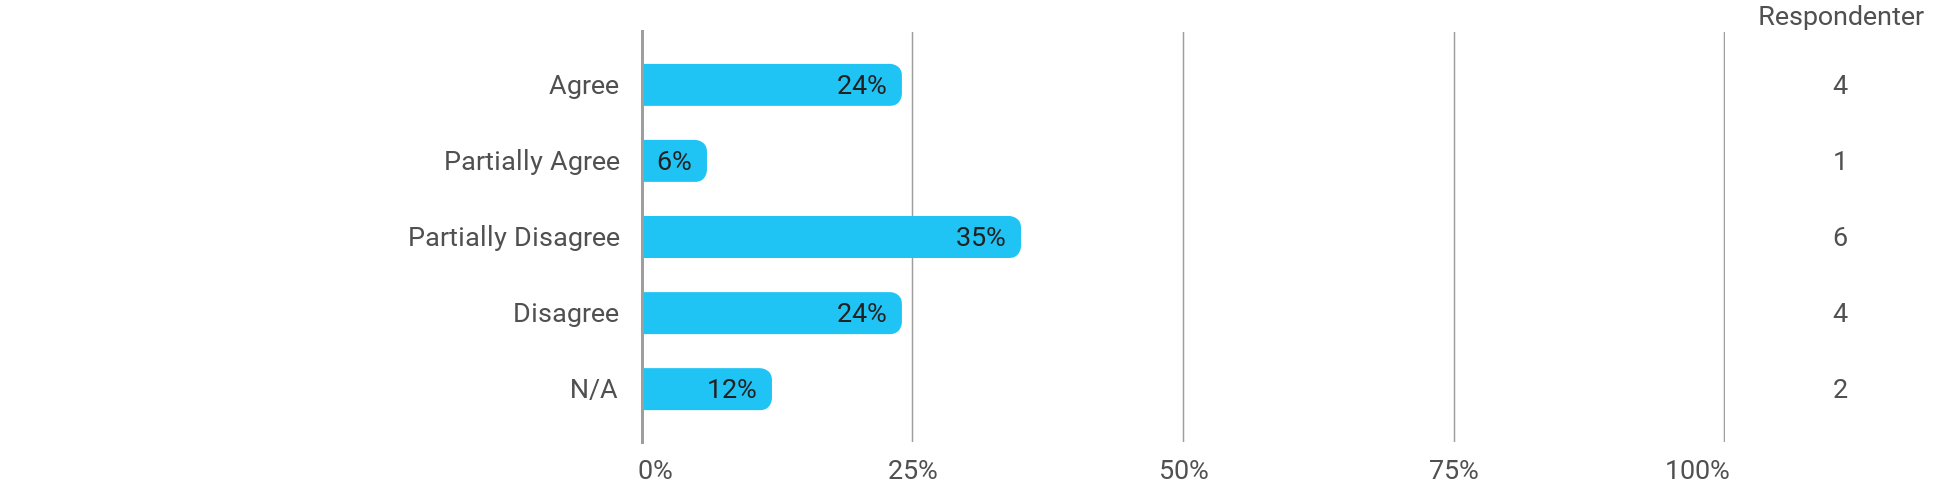 Respondenter
Agree 24% 4
Partially Agree 6% 1
Partially Disagree 35% 6
Disagree 24% 4
N/A 12% 2
0% 25% 50% 75% 100%